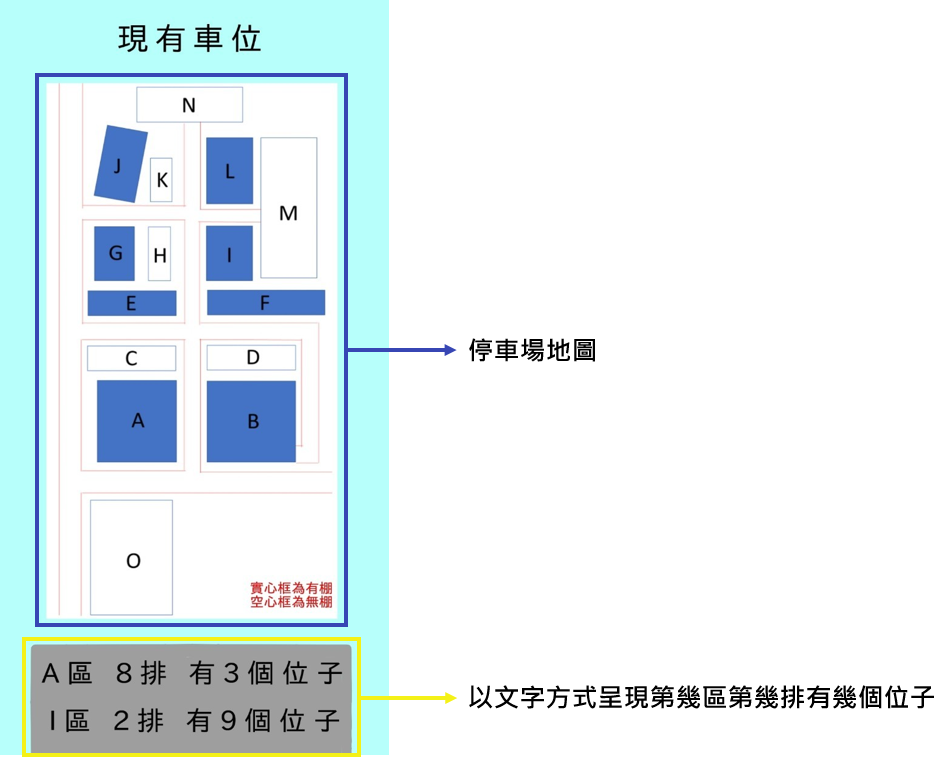 現有車位
N
J
K
L
M
G
H
I
E
F
C
D
A
B
O
實心框為有棚
空心框為無棚
停車場地圖
A區 8排 有3個位子
I區 2排 有9個位子
以文字方式呈現第幾區第幾排有幾個位子